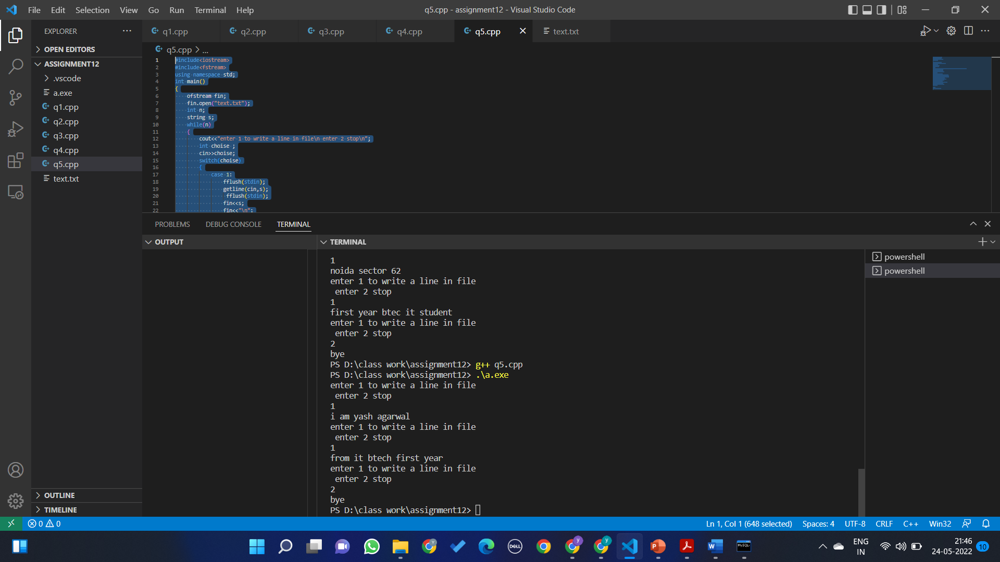 File Edit Selection View Go Run Terminal Help
q5.cpp - assignment12 - Visual Studio Code
EXPLORER
OPEN EDITORS
ASSIGNMENT12
.vscode
a.exe
q1.cpp
q2.cpp
q3.cpp
q4.cpp
q5.cpp
text.txt
OUTLINE
TIMELINE
q1.cpp q2.cpp q3.cpp q4.cpp q5.cpp text.txt
q5.cpp > ...
1 #include<iostream>
2 #include<fstream>
3 using namespace std;
4 int main()
5 {
6 ofstream fin;
7 fin.open("text.txt");
8 int n;
9 string s;
10 while(n)
11 {
12 cout<<"enter 1 to write a line in file\n enter 2 stop\n";
13 int choise ;
14 cin>>choise;
15 switch(choise)
16 {
17 case 1:
18 fflush(stdin);
19 getline(cin,s);
20 fflush(stdin);
21 fin<<s;
22 fin<<"\n";
PROBLEMS DEBUG CONSOLE TERMINAL
OUTPUT
TERMINAL
1
noida sector 62
enter 1 to write a line in file
enter 2 stop
1
first year btec it student
enter 1 to write a line in file
enter 2 stop
2
bye
PS D:\class work\assignment12> g++ q5.cpp
PS D:\class work\assignment12> .\a.exe
enter 1 to write a line in file
enter 2 stop
1
i am yash agarwal
enter 1 to write a line in file
enter 2 stop
1
from it btech first year
enter 1 to write a line in file
enter 2 stop
2
bye
PS D:\class work\assignment12>
powershell
powershell
0 0
Ln 1, Col 1 (648 selected) Spaces: 4 UTF-8 CRLF C++ Win32
DELL
MySQL
ENG
IN
21:46
24-05-2022
10